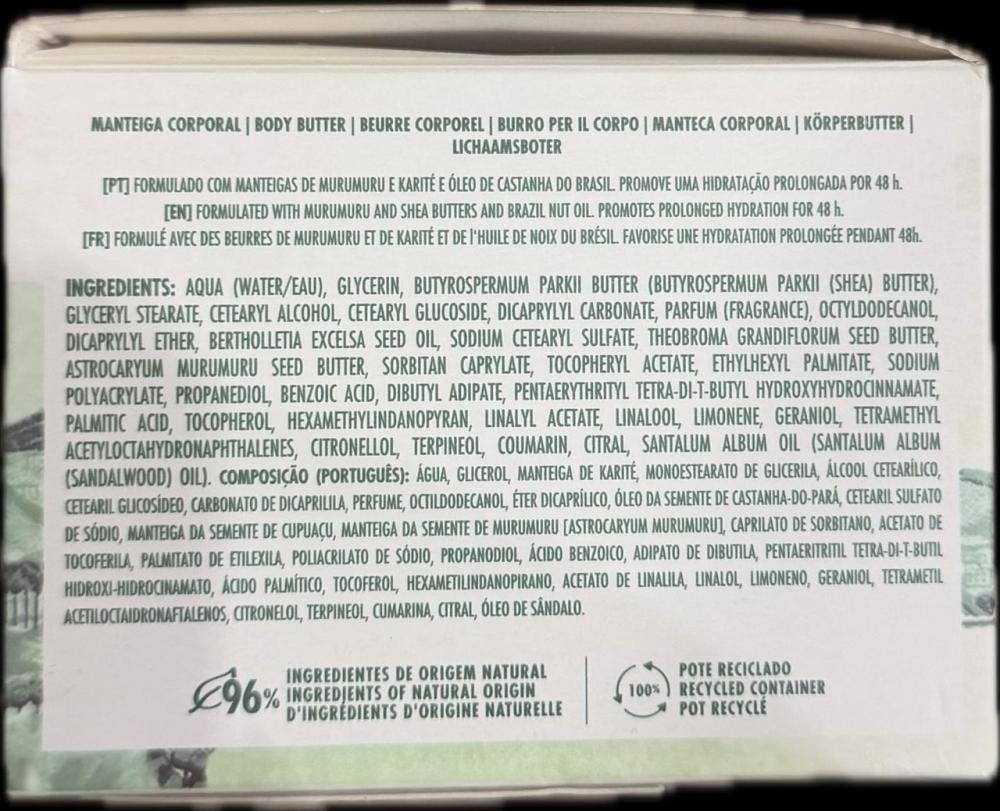 MANTEIGA CORPORAL | BODY BUTTER | BEURRE CORPOREL | BURRO PER IL CORPO | MANTECA CORPORAL | KÖRPERBUTTER |
LICHAAMSBOTER
[PT] FORMULADO COM MANTEIGAS DE MURUMURU E KARITÉ E ÓLEO DE CASTANHA DO BRASIL. PROMOVE UMA HIDRATAÇÃO PROLONGADA POR 48 h.
[EN] FORMULATED WITH MURUMURU AND SHEA BUTTERS AND BRAZIL NUT OIL. PROMOTES PROLONGED HYDRATION FOR 48 h.
[FR] FORMULÉ AVEC DES BEURRES DE MURUMURU ET DE KARITÉ ET DE l'HUILE DE NOIX DU BRÉSIL. FAVORISE UNE HYDRATATION PROLONGÉE PENDANT 48h.
INGREDIENTS: AQUA (WATER/EAU), GLYCERIN, BUTYROSPERMUM PARKII BUTTER (BUTYROSPERMUM PARKII (SHEA) BUTTER),
GLYCERYL STEARATE, CETEARYL ALCOHOL, CETEARYL GLUCOSIDE, DICAPRYLYL CARBONATE, PARFUM (FRAGRANCE), OCTYLDODECANOL,
DICAPRYLYL ETHER, BERTHOLLETIA EXCELSA SEED OIL, SODIUM CETEARYL SULFATE, THEOBROMA GRANDIFLORUM SEED BUTTER,
ASTROCARYUM MURUMURU SEED BUTTER, SORBITAN CAPRYLATE, TOCOPHERYL ACETATE, ETHYLHEXYL PALMITATE, SODIUM
POLYACRYLATE, PROPANEDIOL, BENZOIC ACID, DIBUTYL ADIPATE, PENTAERYTHRITYL TETRA-DI-T-BUTYL HYDROXYHYDROCINNAMATE,
PALMITIC ACID, TOCOPHEROL, HEXAMETHYLINDANOPYRAN, LINALYL ACETATE, LINALOOL, LIMONENE, GERANIOL, TETRAMETHYL
ACETYLOCTAHYDRONAPHTHALENES, CITRONELLOL, TERPINEOL, COUMARIN, CITRAL, SANTALUM ALBUM OIL (SANTALUM ALBUM
(SANDALWOOD) OIL). COMPOSIÇÃO (PORTUGUÊS): ÁGUA, GLICEROL, MANTEIGA DE KARITÉ, MONOESTEARATO DE GLICERILA, ÁLCOOL CETEARÍLICO,
CETEARIL GLICOSÍDEO, CARBONATO DE DICAPRILILA, PERFUME, OCTILDODECANOL, ÉTER DICAPRÍLICO, ÓLEO DA SEMENTE DE CASTANHA-DO-PARÁ, CETEARIL SULFATO
DE SÓDIO, MANTEIGA DA SEMENTE DE CUPUAÇU, MANTEIGA DA SEMENTE DE MURUMURU [ASTROCARYUM MURUMURU], CAPRILATO DE SORBITANO, ACETATO DE
TOCOFERILA, PALMITATO DE ETILEXILA, POLIACRILATO DE SÓDIO, PROPANODIOL, ÁCIDO BENZOICO, ADIPATO DE DIBUTILA, PENTAERITRITIL TETRA-DI-T-BUTIL
HIDROXI-HIDROCINAMATO, ÁCIDO PALMÍTICO, TOCOFEROL, HEXAMETILINDANOPIRANO, ACETATO DE LINALILA, LINALOL, LIMONENO, GERANIOL, TETRAMETIL
ACETILOCTAIDRONAFTALENOS, CITRONELOL, TERPINEOL, CUMARINA, CITRAL, ÓLEO DE SÂNDALO.
96% INGREDIENTES DE ORIGEM NATURAL
INGREDIENTS OF NATURAL ORIGIN
D'INGRÉDIENTS D'ORIGINE NATURELLE
100% POTE RECICLADO
RECYCLED CONTAINER
POT RECYCLÉ